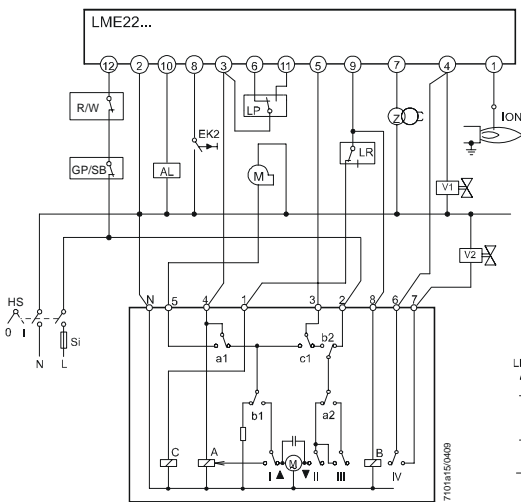 LME22...
12 2 10 8 3 6 11 5 9 7 4 1
R/W
LP
EK2
Z
ION
GP/SB
AL
M
LR
V1
V2
HS
0 I
Si
N L
N 5 4 1 3 2 8 6 7
a1 c1 b2
b1 a2
C A I M II III B IV
7101a15/0409